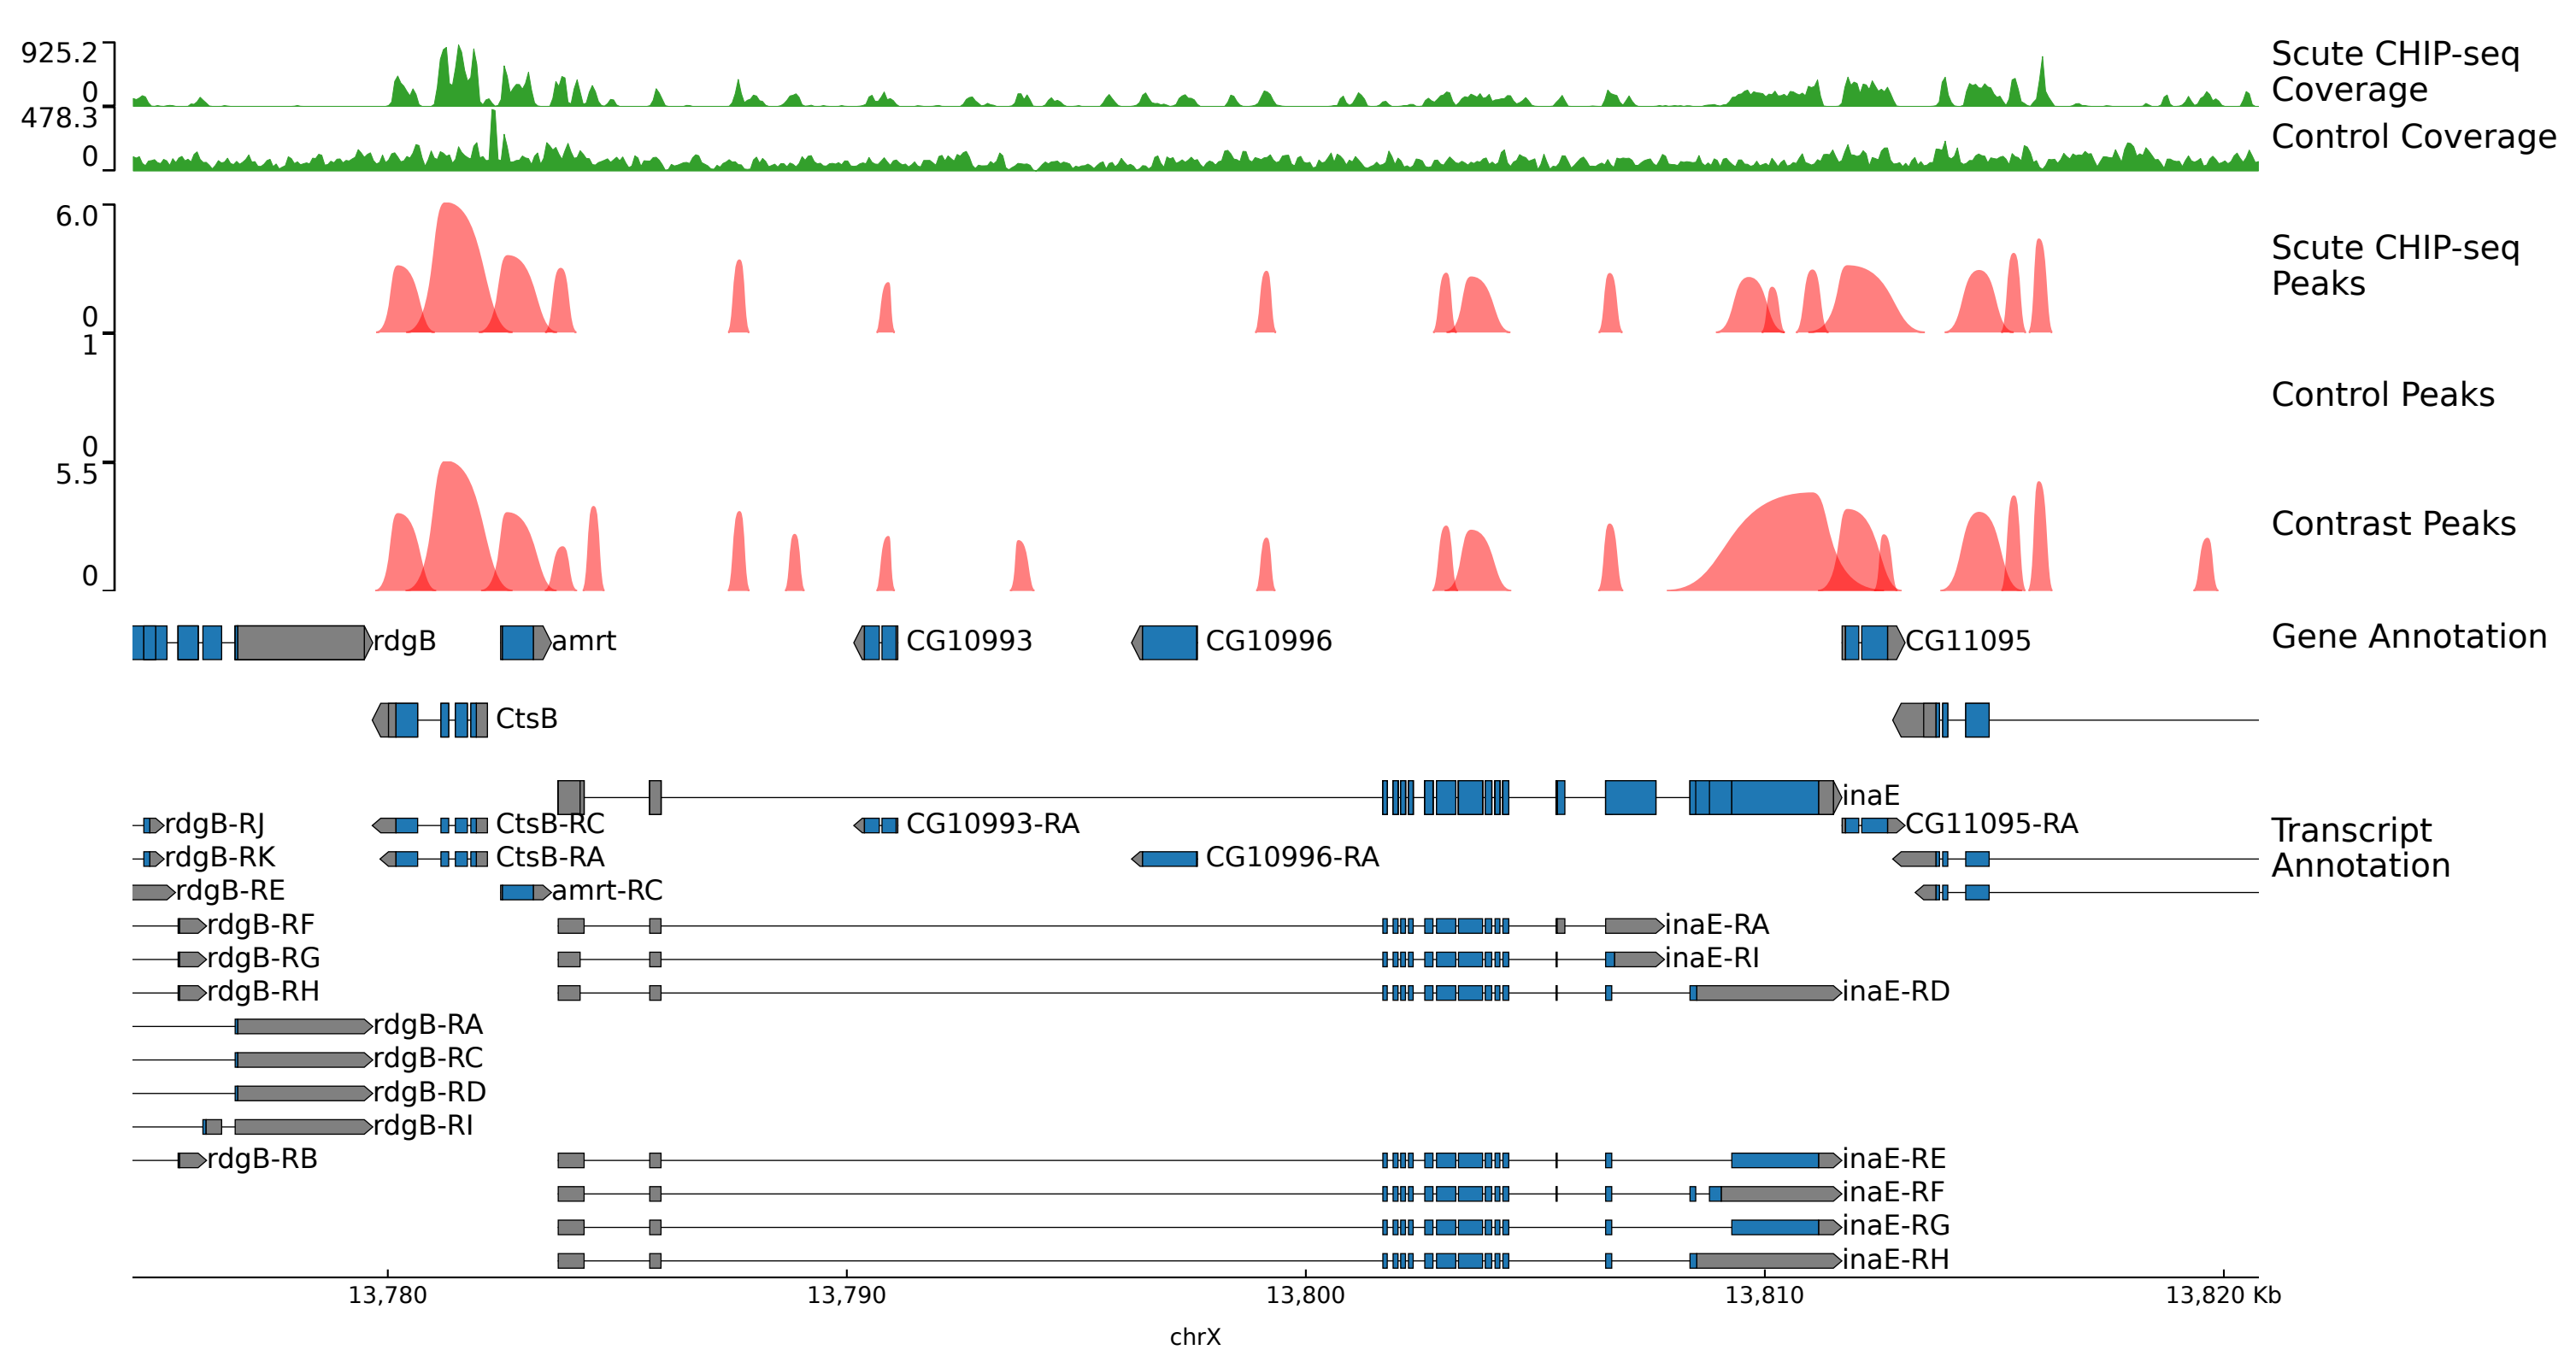 925.2
0
Scute CHIP-seq
Coverage
478.3
0
Control Coverage
6.0
0
Scute CHIP-seq
Peaks
1
0
Control Peaks
5.5
0
Contrast Peaks
rdgB
amrt
CG10993
CG10996
CG11095
Gene Annotation
CtsB
inaE
rdgB-RJ
CtsB-RC
CG10993-RA
CG11095-RA
Transcript
Annotation
rdgB-RK
CtsB-RA
CG10996-RA
rdgB-RE
amrt-RC
rdgB-RF
inaE-RA
rdgB-RG
inaE-RI
rdgB-RH
inaE-RD
rdgB-RA
rdgB-RC
rdgB-RD
rdgB-RI
rdgB-RB
inaE-RE
inaE-RF
inaE-RG
inaE-RH
13,780
13,790
13,800
13,810
13,820 Kb
chrX